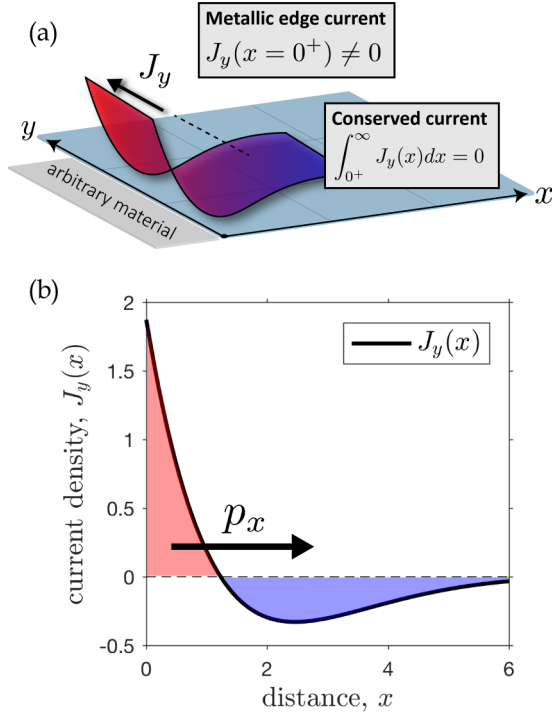 (a)
Metallic edge current
J_y(x = 0^+) ≠ 0
J_y
Conserved current
∫_{0^+}^{∞} J_y(x)dx = 0
y
x
arbitrary material
(b)
2
1.5
1
0.5
0
-0.5
J_y(x)
p_x
current density, J_y(x)
0 2 4 6
distance, x